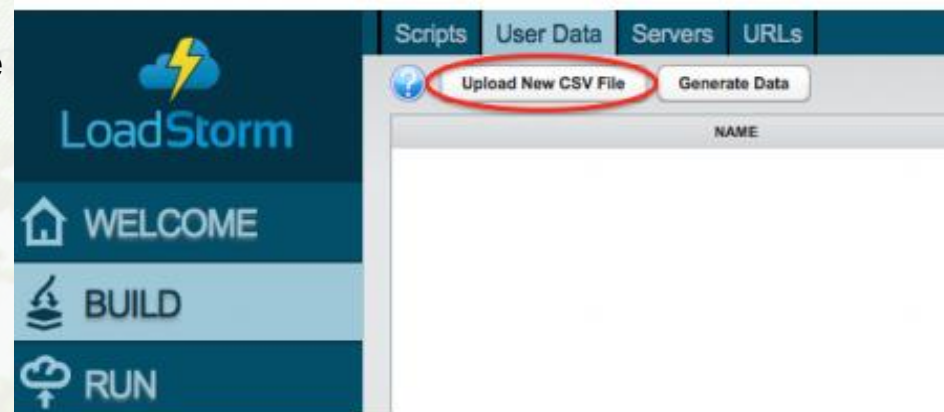 e
Scripts User Data Servers URLs
? Upload New CSV File Generate Data
LoadStorm
NAME
WELCOME
BUILD
RUN